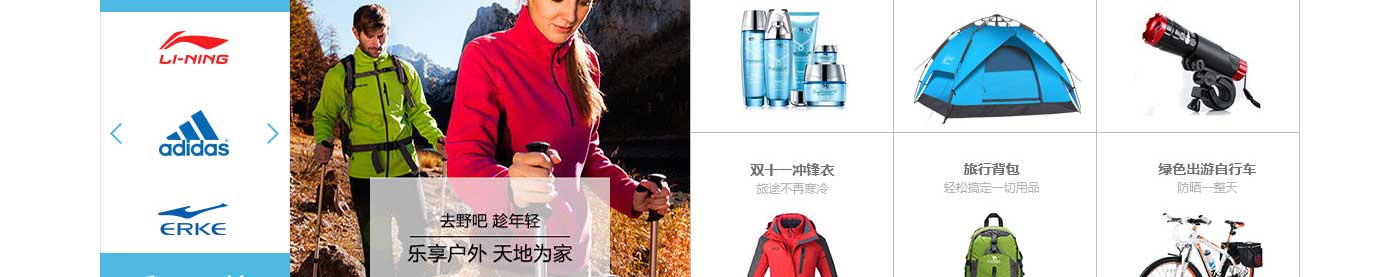 LI-NING
adidas
ERKE
去野吧 趁年轻
乐享户外 天地为家
双十一冲锋衣
旅途不再寒冷
旅行背包
轻松搞定一切用品
绿色出游自行车
防晒一整天